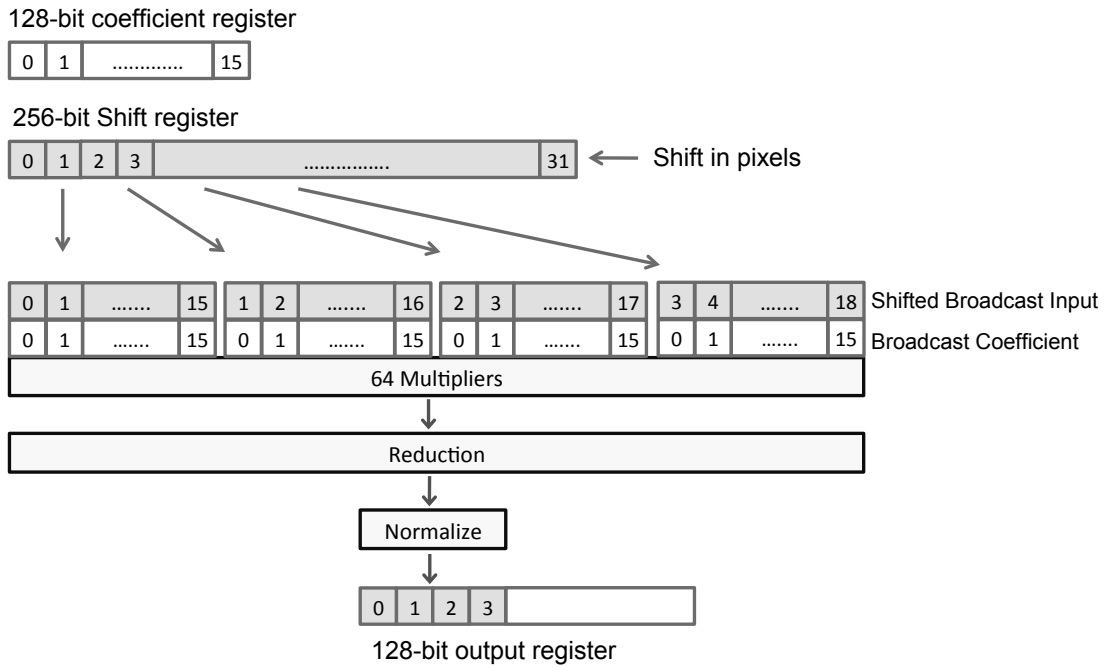 128-bit coefficient register
0 1 ............. 15
256-bit Shift register
0 1 2 3 ................ 31 Shift in pixels
0 1 ....... 15 1 2 ....... 16 2 3 ....... 17 3 4 ....... 18 Shifted Broadcast Input
0 1 ....... 15 0 1 ....... 15 0 1 ....... 15 0 1 ....... 15 Broadcast Coefficient
64 Multipliers
Reduction
Normalize
0 1 2 3
128-bit output register